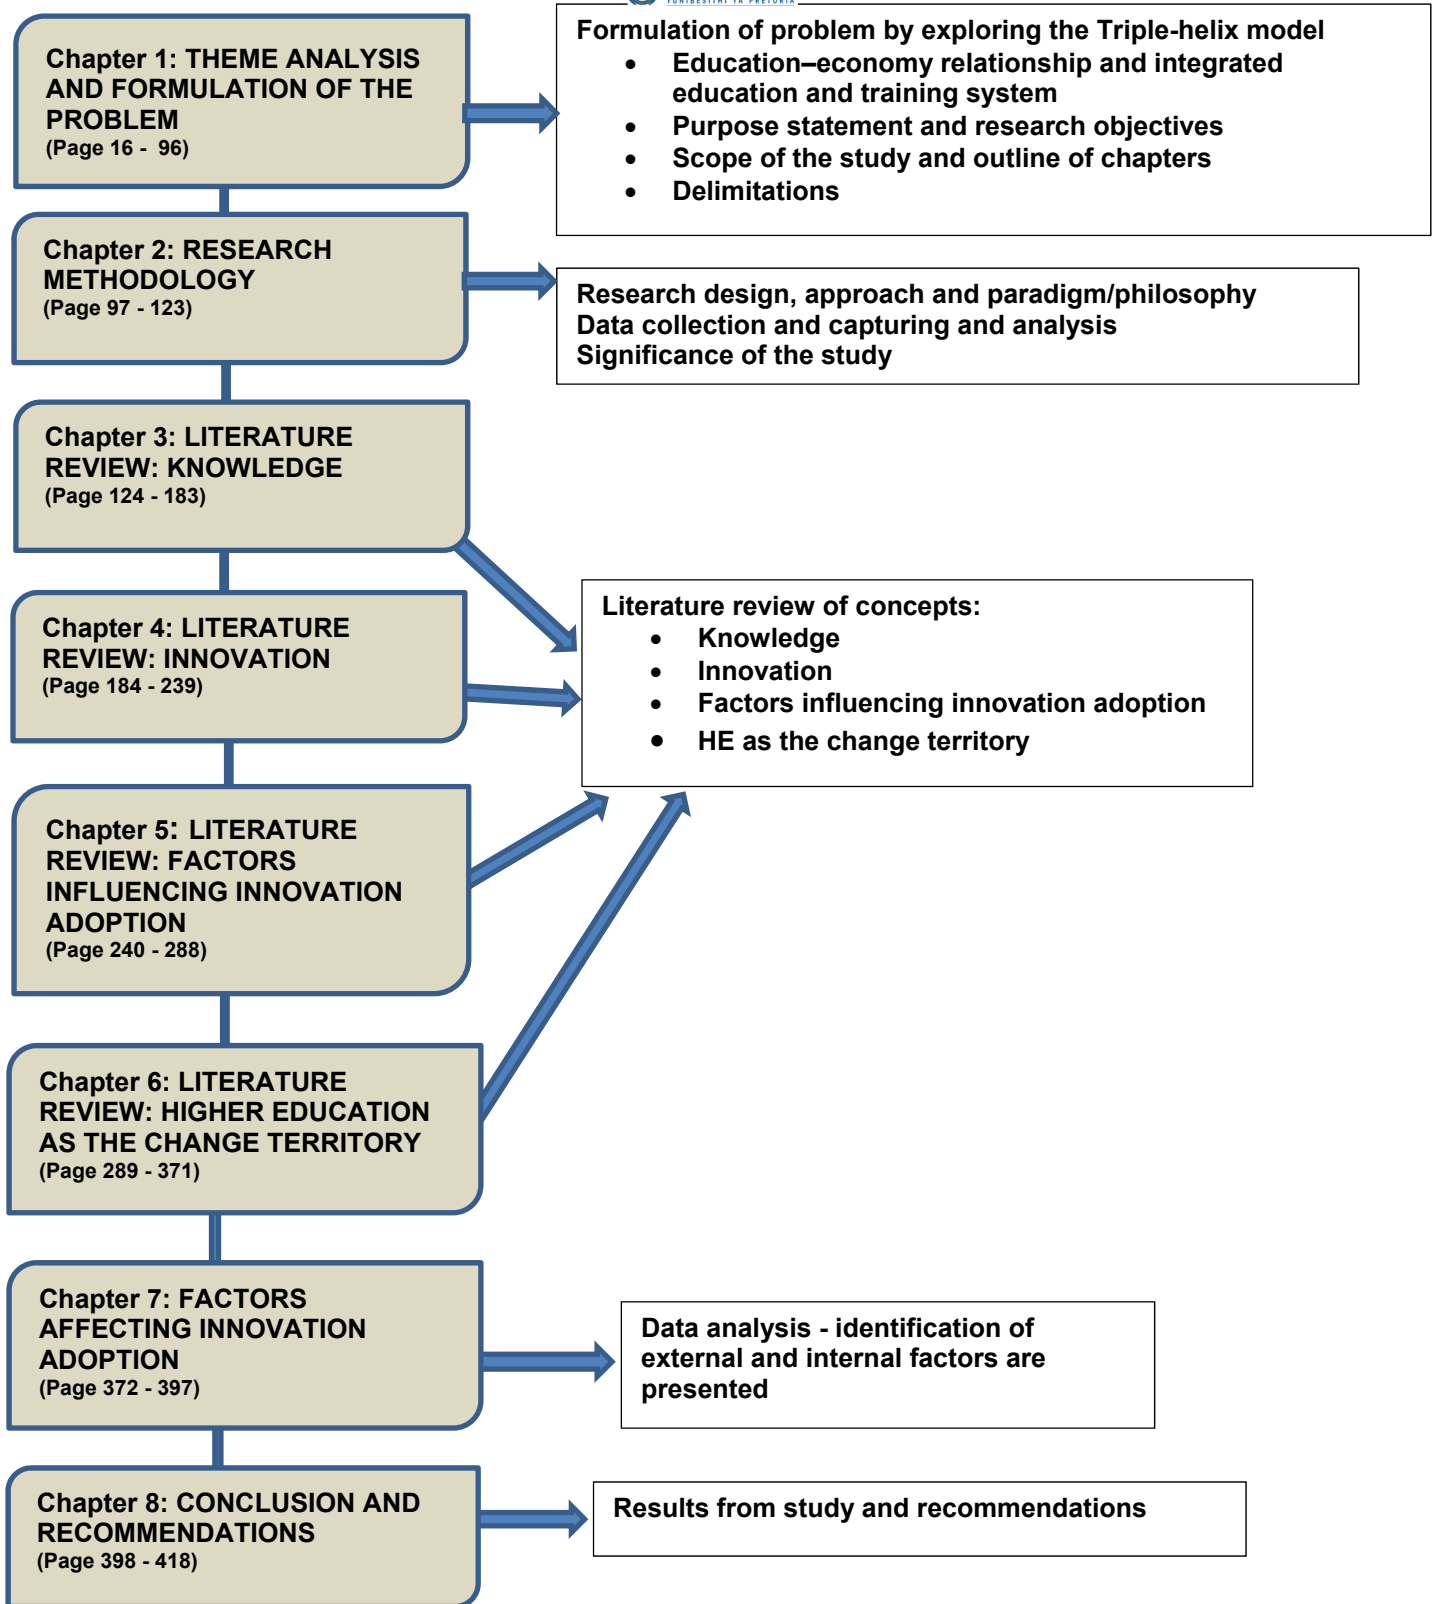 YUNIBESITHI YA PRETORIA
Chapter 1: THEME ANALYSIS
AND FORMULATION OF THE
PROBLEM
(Page 16 - 96)
Formulation of problem by exploring the Triple-helix model
• Education–economy relationship and integrated
education and training system
• Purpose statement and research objectives
• Scope of the study and outline of chapters
• Delimitations
Chapter 2: RESEARCH
METHODOLOGY
(Page 97 - 123)
Research design, approach and paradigm/philosophy
Data collection and capturing and analysis
Significance of the study
Chapter 3: LITERATURE
REVIEW: KNOWLEDGE
(Page 124 - 183)
Chapter 4: LITERATURE
REVIEW: INNOVATION
(Page 184 - 239)
Literature review of concepts:
• Knowledge
• Innovation
• Factors influencing innovation adoption
• HE as the change territory
Chapter 5: LITERATURE
REVIEW: FACTORS
INFLUENCING INNOVATION
ADOPTION
(Page 240 - 288)
Chapter 6: LITERATURE
REVIEW: HIGHER EDUCATION
AS THE CHANGE TERRITORY
(Page 289 - 371)
Chapter 7: FACTORS
AFFECTING INNOVATION
ADOPTION
(Page 372 - 397)
Data analysis - identification of
external and internal factors are
presented
Chapter 8: CONCLUSION AND
RECOMMENDATIONS
(Page 398 - 418)
Results from study and recommendations